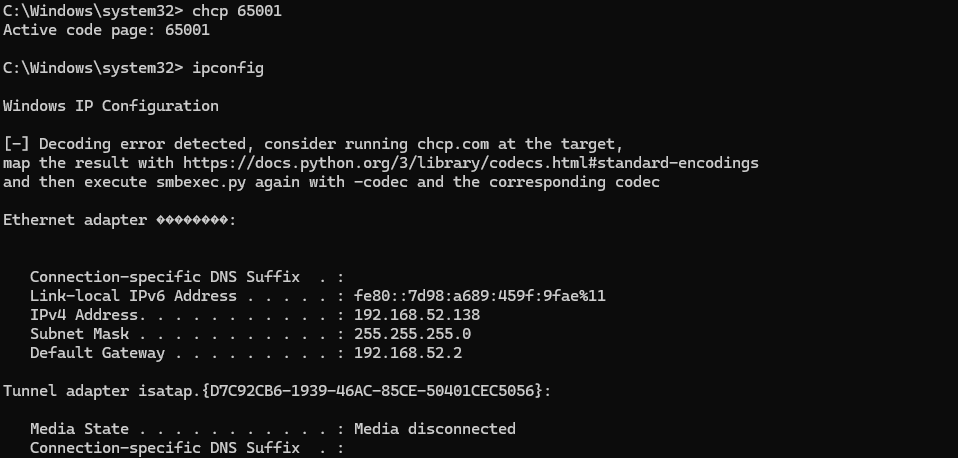 C:\Windows\system32> chcp 65001
Active code page: 65001
C:\Windows\system32> ipconfig
Windows IP Configuration
[-] Decoding error detected, consider running chcp.com at the target,
map the result with https://docs.python.org/3/library/codecs.html#standard-encodings
and then execute smbexec.py again with -codec and the corresponding codec
Ethernet adapter ��������:
Connection-specific DNS Suffix  . :
Link-local IPv6 Address . . . . . : fe80::7d98:a689:459f:9fae%11
IPv4 Address. . . . . . . . . . . : 192.168.52.138
Subnet Mask . . . . . . . . . . . : 255.255.255.0
Default Gateway . . . . . . . . . : 192.168.52.2
Tunnel adapter isatap.{D7C92CB6-1939-46AC-85CE-50401CEC5056}:
Media State . . . . . . . . . . . : Media disconnected
Connection-specific DNS Suffix  . :